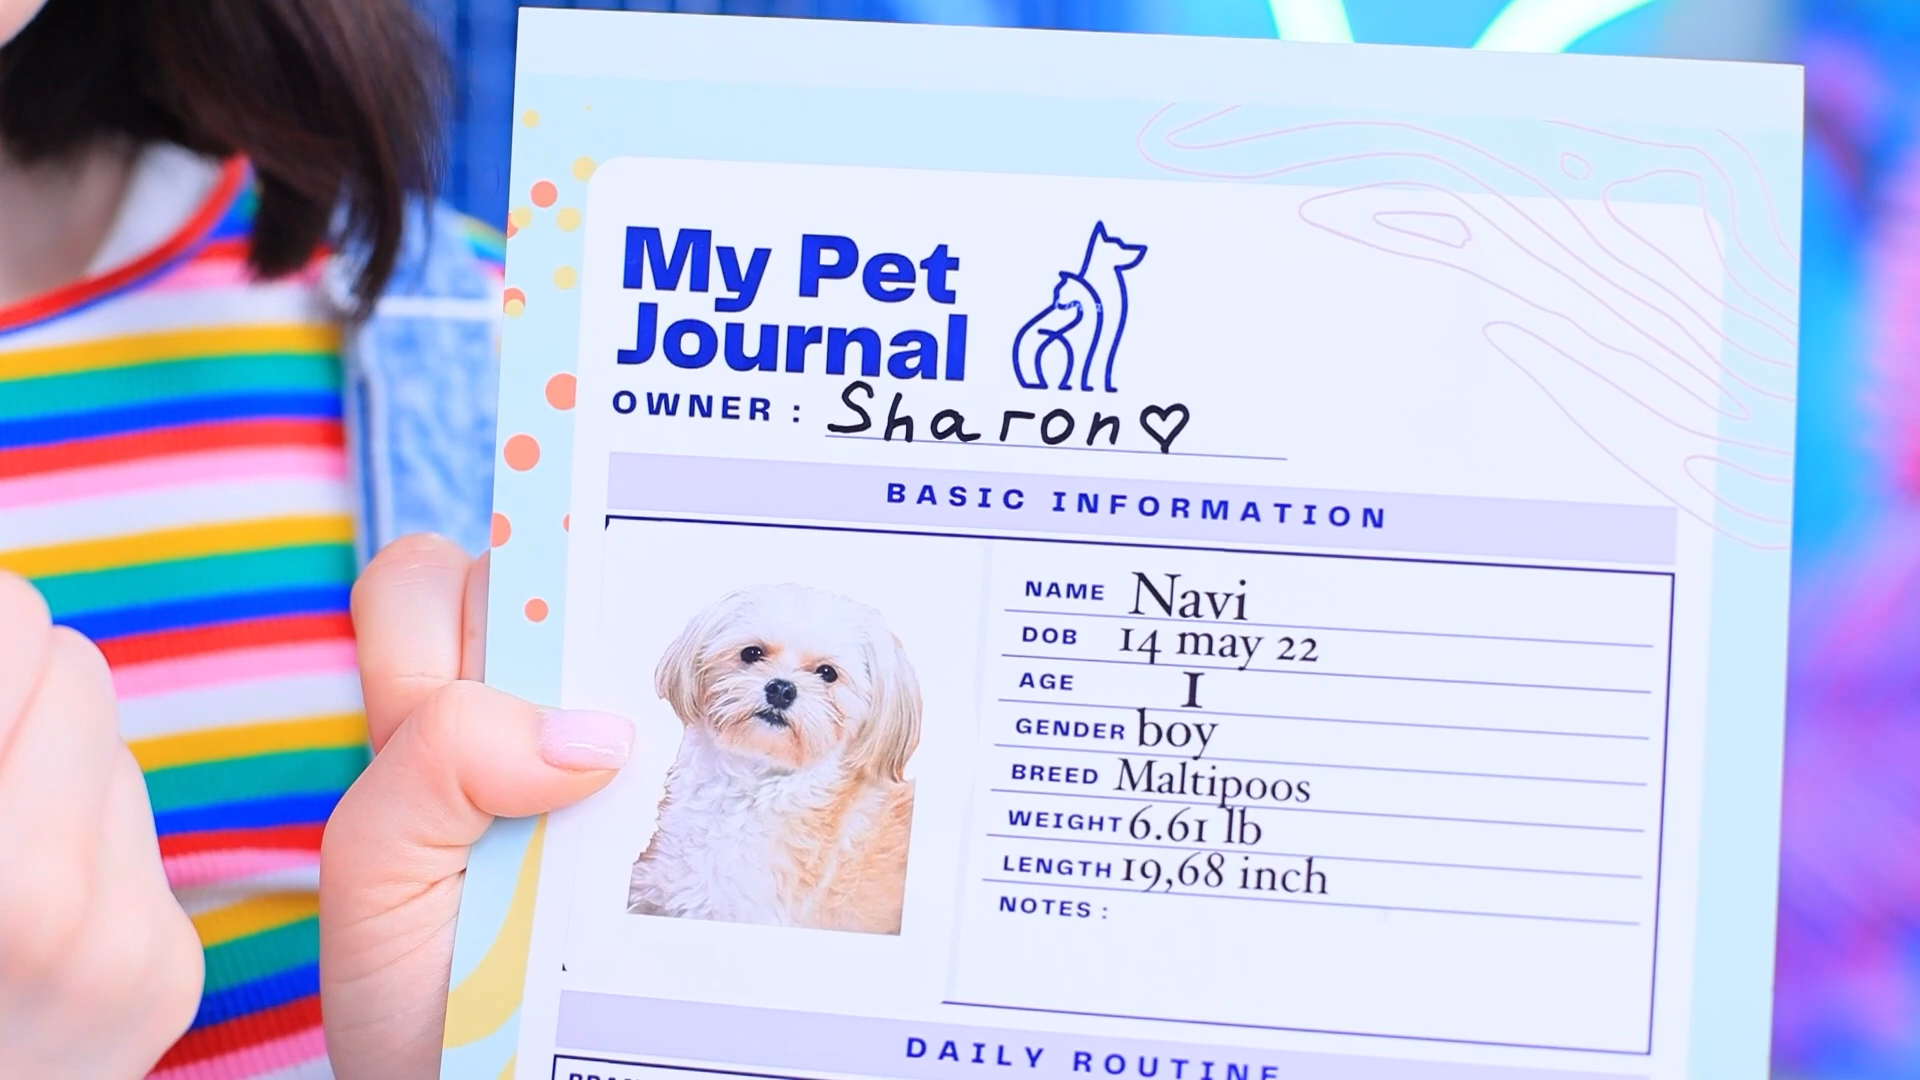 My Pet
Journal
OWNER : Sharon♡
BASIC INFORMATION
NAME Navi
DOB 14 may 22
AGE 1
GENDER boy
BREED Maltipoos
WEIGHT 6.61 lb
LENGTH 19,68 inch
NOTES :
DAILY ROUTINE